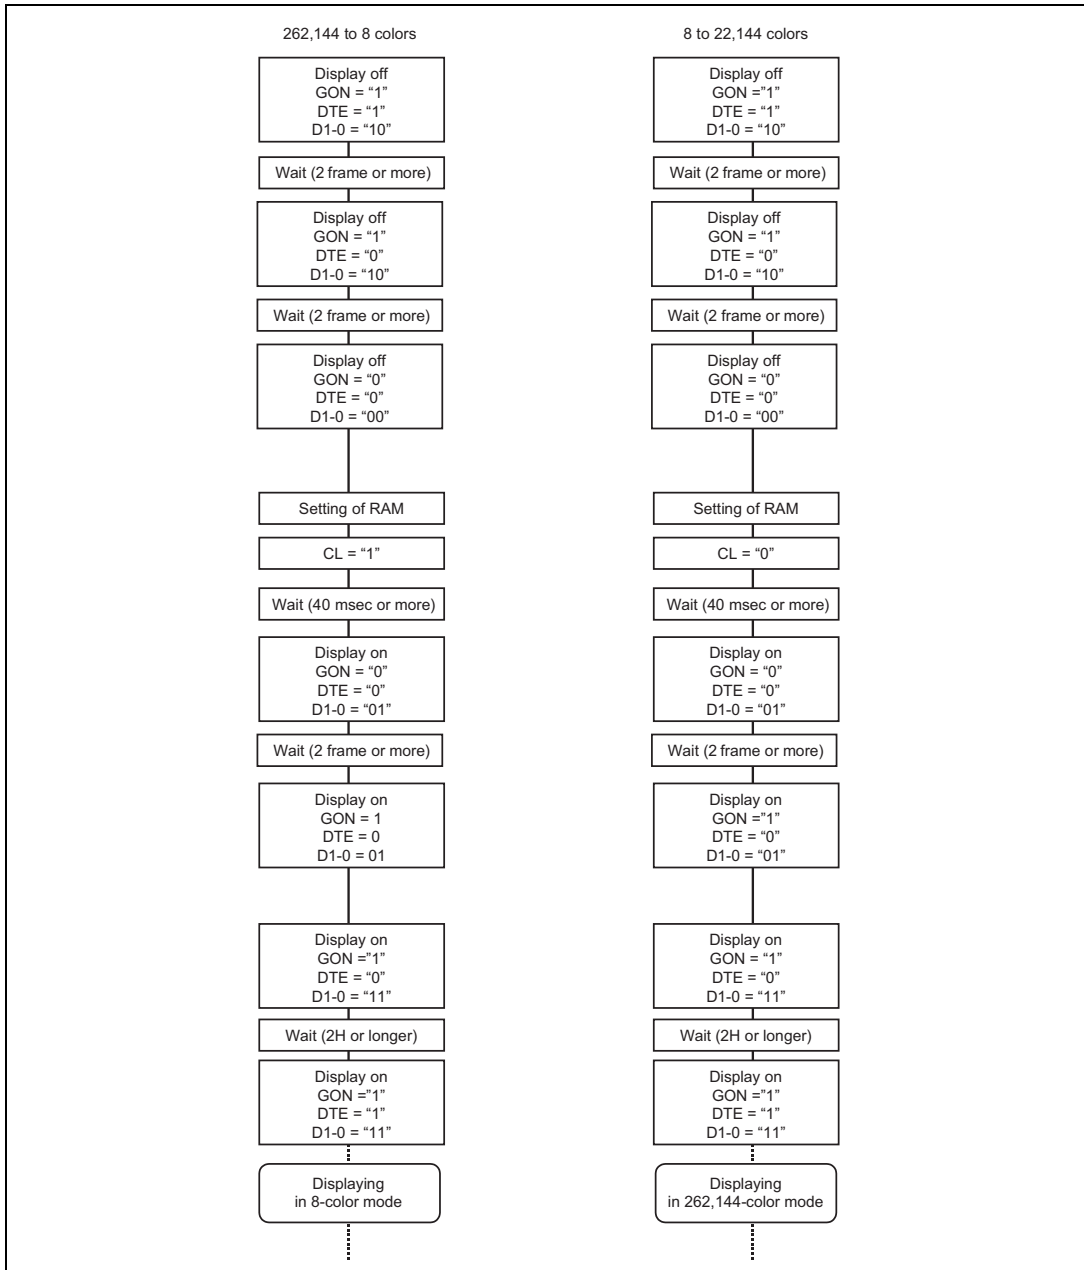 262,144 to 8 colors
Display off
GON = “1”
DTE = “1”
D1-0 = “10”
Wait (2 frame or more)
Display off
GON = “1”
DTE = “0”
D1-0 = “10”
Wait (2 frame or more)
Display off
GON = “0”
DTE = “0”
D1-0 = “00”
Setting of RAM
CL = “1”
Wait (40 msec or more)
Display on
GON = “0”
DTE = “0”
D1-0 = “01”
Wait (2 frame or more)
Display on
GON = 1
DTE = 0
D1-0 = 01
Display on
GON =”1”
DTE = “0”
D1-0 = “11”
Wait (2H or longer)
Display on
GON =”1”
DTE = “1”
D1-0 = “11”
Displaying
in 8-color mode
8 to 22,144 colors
Display off
GON =”1”
DTE = “1”
D1-0 = “10”
Wait (2 frame or more)
Display off
GON = “1”
DTE = “0”
D1-0 = “10”
Wait (2 frame or more)
Display off
GON = “0”
DTE = “0”
D1-0 = “00”
Setting of RAM
CL = “0”
Wait (40 msec or more)
Display on
GON = “0”
DTE = “0”
D1-0 = “01”
Wait (2 frame or more)
Display on
GON =”1”
DTE = “0”
D1-0 = “01”
Display on
GON = “1”
DTE = “0”
D1-0 = “11”
Wait (2H or longer)
Display on
GON =”1”
DTE = “1”
D1-0 = “11”
Displaying
in 262,144-color mode